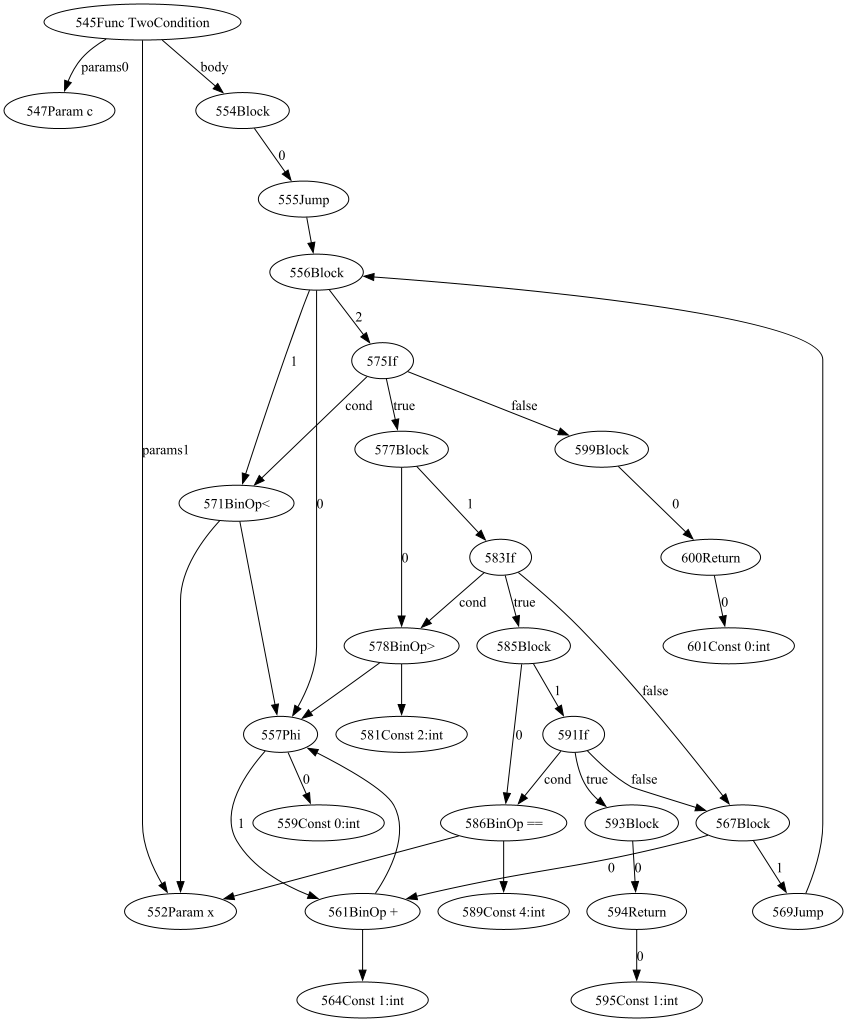 545Func TwoCondition
params0
body
547Param c
554Block
0
555Jump
556Block
2
1
575If
cond
true
false
577Block
599Block
params1
571BinOp<
0
1
0
0
583If
600Return
cond
true
0
578BinOp>
585Block
601Const 0:int
false
1
557Phi
581Const 2:int
0
591If
0
cond
true
false
1
559Const 0:int
586BinOp ==
593Block
567Block
0
0
1
552Param x
561BinOp +
589Const 4:int
594Return
569Jump
0
564Const 1:int
595Const 1:int